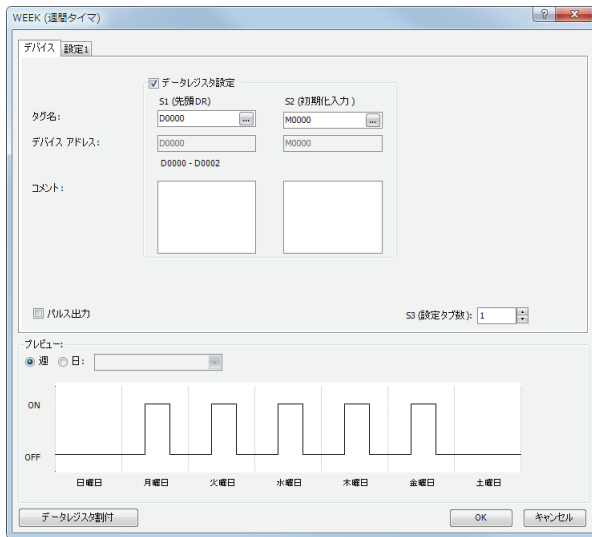 WEEK (週間タイマ)
デバイス 設定1
データレジスタ設定
S1 (先頭DR) S2 (初期化入力)
タグ名: D0000 ... M0000 ...
デバイス アドレス: D0000 M0000
D0000 - D0002
コメント:
パルス出力 S3 (設定タブ数): 1
プレビュー:
週 日:
ON
OFF
日曜日 月曜日 火曜日 水曜日 木曜日 金曜日 土曜日
データレジスタ割付 OK キャンセル